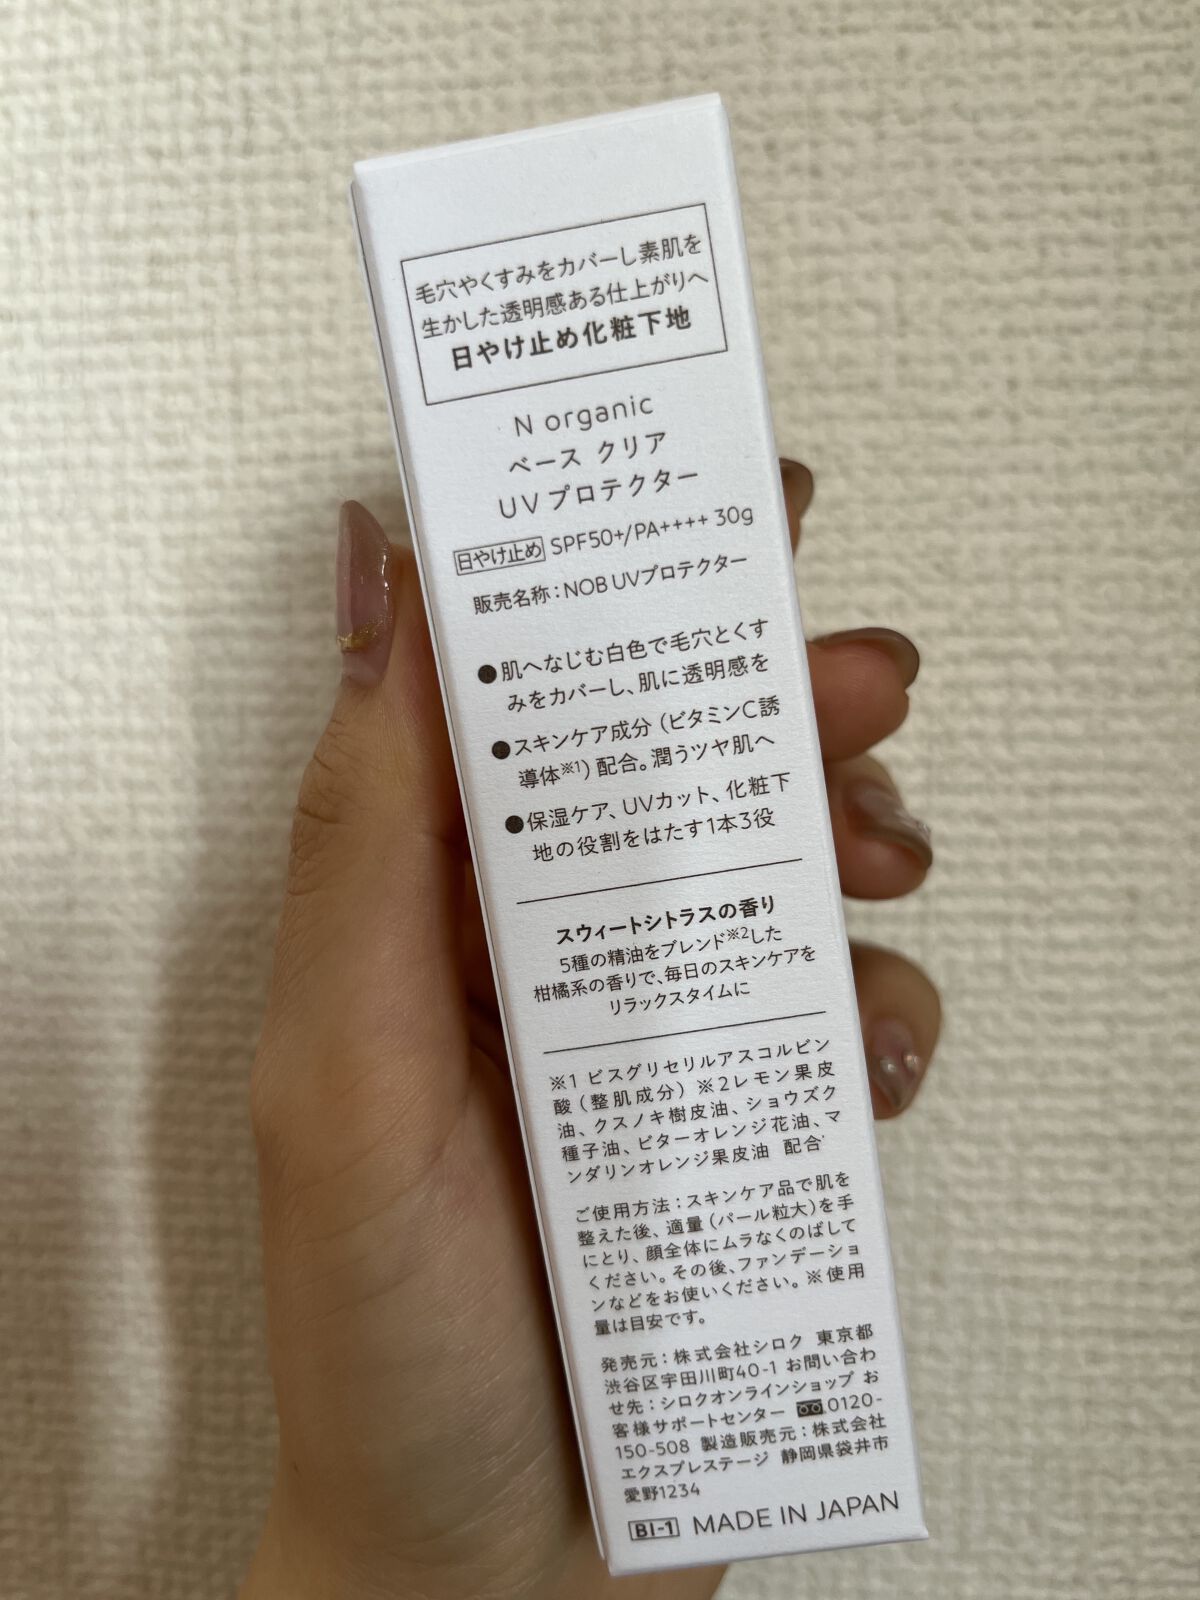 毛穴やくすみをカバーし素肌を
生かした透明感ある仕上がりへ
日やけ止め化粧下地
N organic
ベース クリア
UVプロテクター
日やけ止め SPF50+/PA++++ 30g
販売名称：NOB UVプロテクター
●肌へなじむ白色で毛穴とくす
みをカバーし、肌に透明感を
●スキンケア成分（ビタミンC誘
導体※1）配合。潤うツヤ肌へ
●保湿ケア、UVカット、化粧下
地の役割をはたす1本3役
スウィートシトラスの香り
5種の精油をブレンド※2した
柑橘系の香りで、毎日のスキンケアを
リラックスタイムに
※1 ビスグリセリルアスコルビン
酸（整肌成分）※2レモン果皮
油、クスノキ樹皮油、ショウズク
種子油、ビターオレンジ花油、マ
ンダリンオレンジ果皮油 配合
ご使用方法：スキンケア品で肌を
整えた後、適量（パール粒大）を手
にとり、顔全体にムラなくのばして
ください。その後、ファンデーショ
ンなどをお使いください。※使用
量は目安です。
発売元：株式会社シロク 東京都
渋谷区宇田川町40-1 お問い合わ
せ先：シロクオンラインショップ お
客様サポートセンター 0120-
150-508 製造販売元：株式会社
エクスプレステージ 静岡県袋井市
愛野1234
BI-1 MADE IN JAPAN